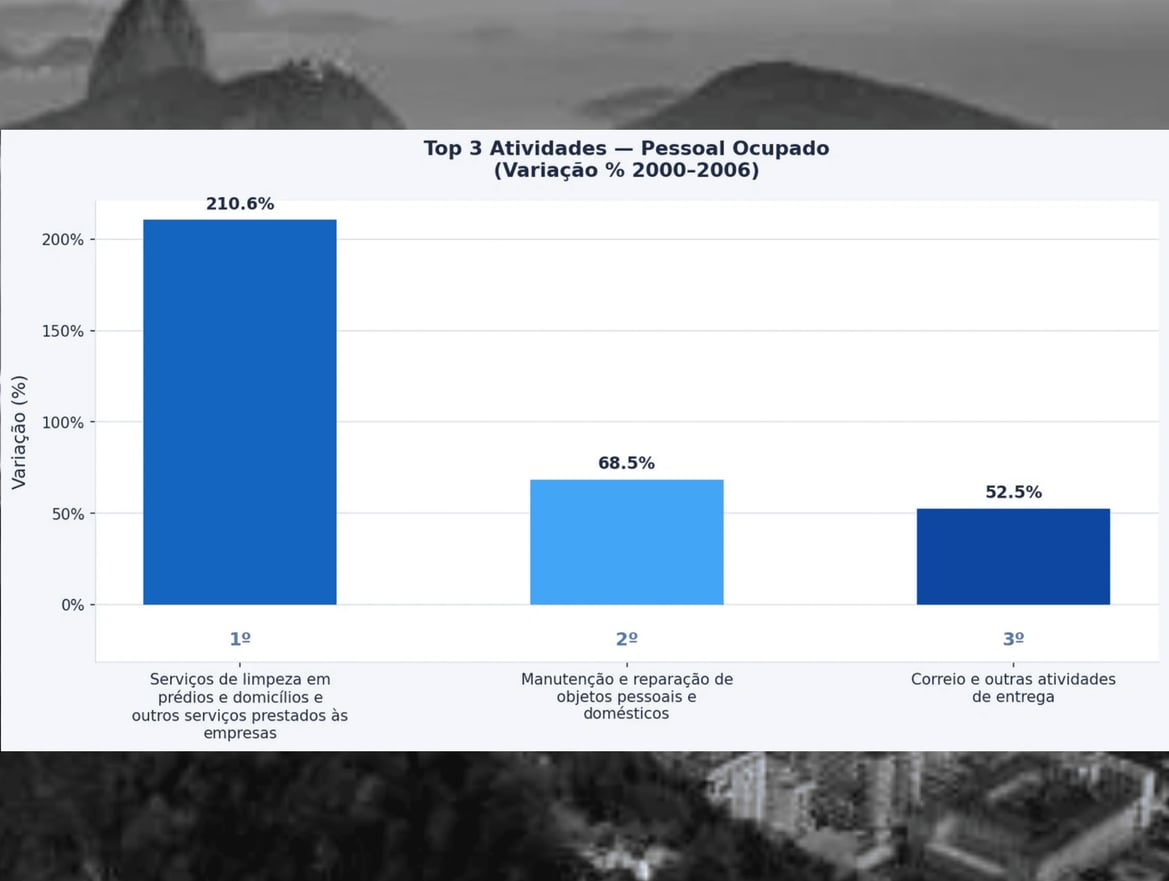 Top 3 Atividades — Pessoal Ocupado
(Variação % 2000–2006)
210.6%
68.5%
52.5%
200%
150%
100%
50%
0%
Variação (%)
1º
2º
3º
Serviços de limpeza em
prédios e domicílios e
outros serviços prestados às
empresas
Manutenção e reparação de
objetos pessoais e
domésticos
Correio e outras atividades
de entrega